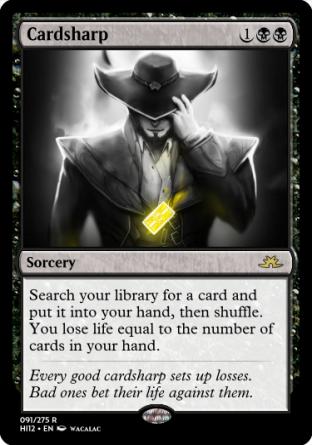 Cardsharp 1
Sorcery
Search your library for a card and
put it into your hand, then shuffle.
You lose life equal to the number of
cards in your hand.
Every good cardsharp sets up losses.
Bad ones bet their life against them.
091/275 R
HI12 • EN WACALAC